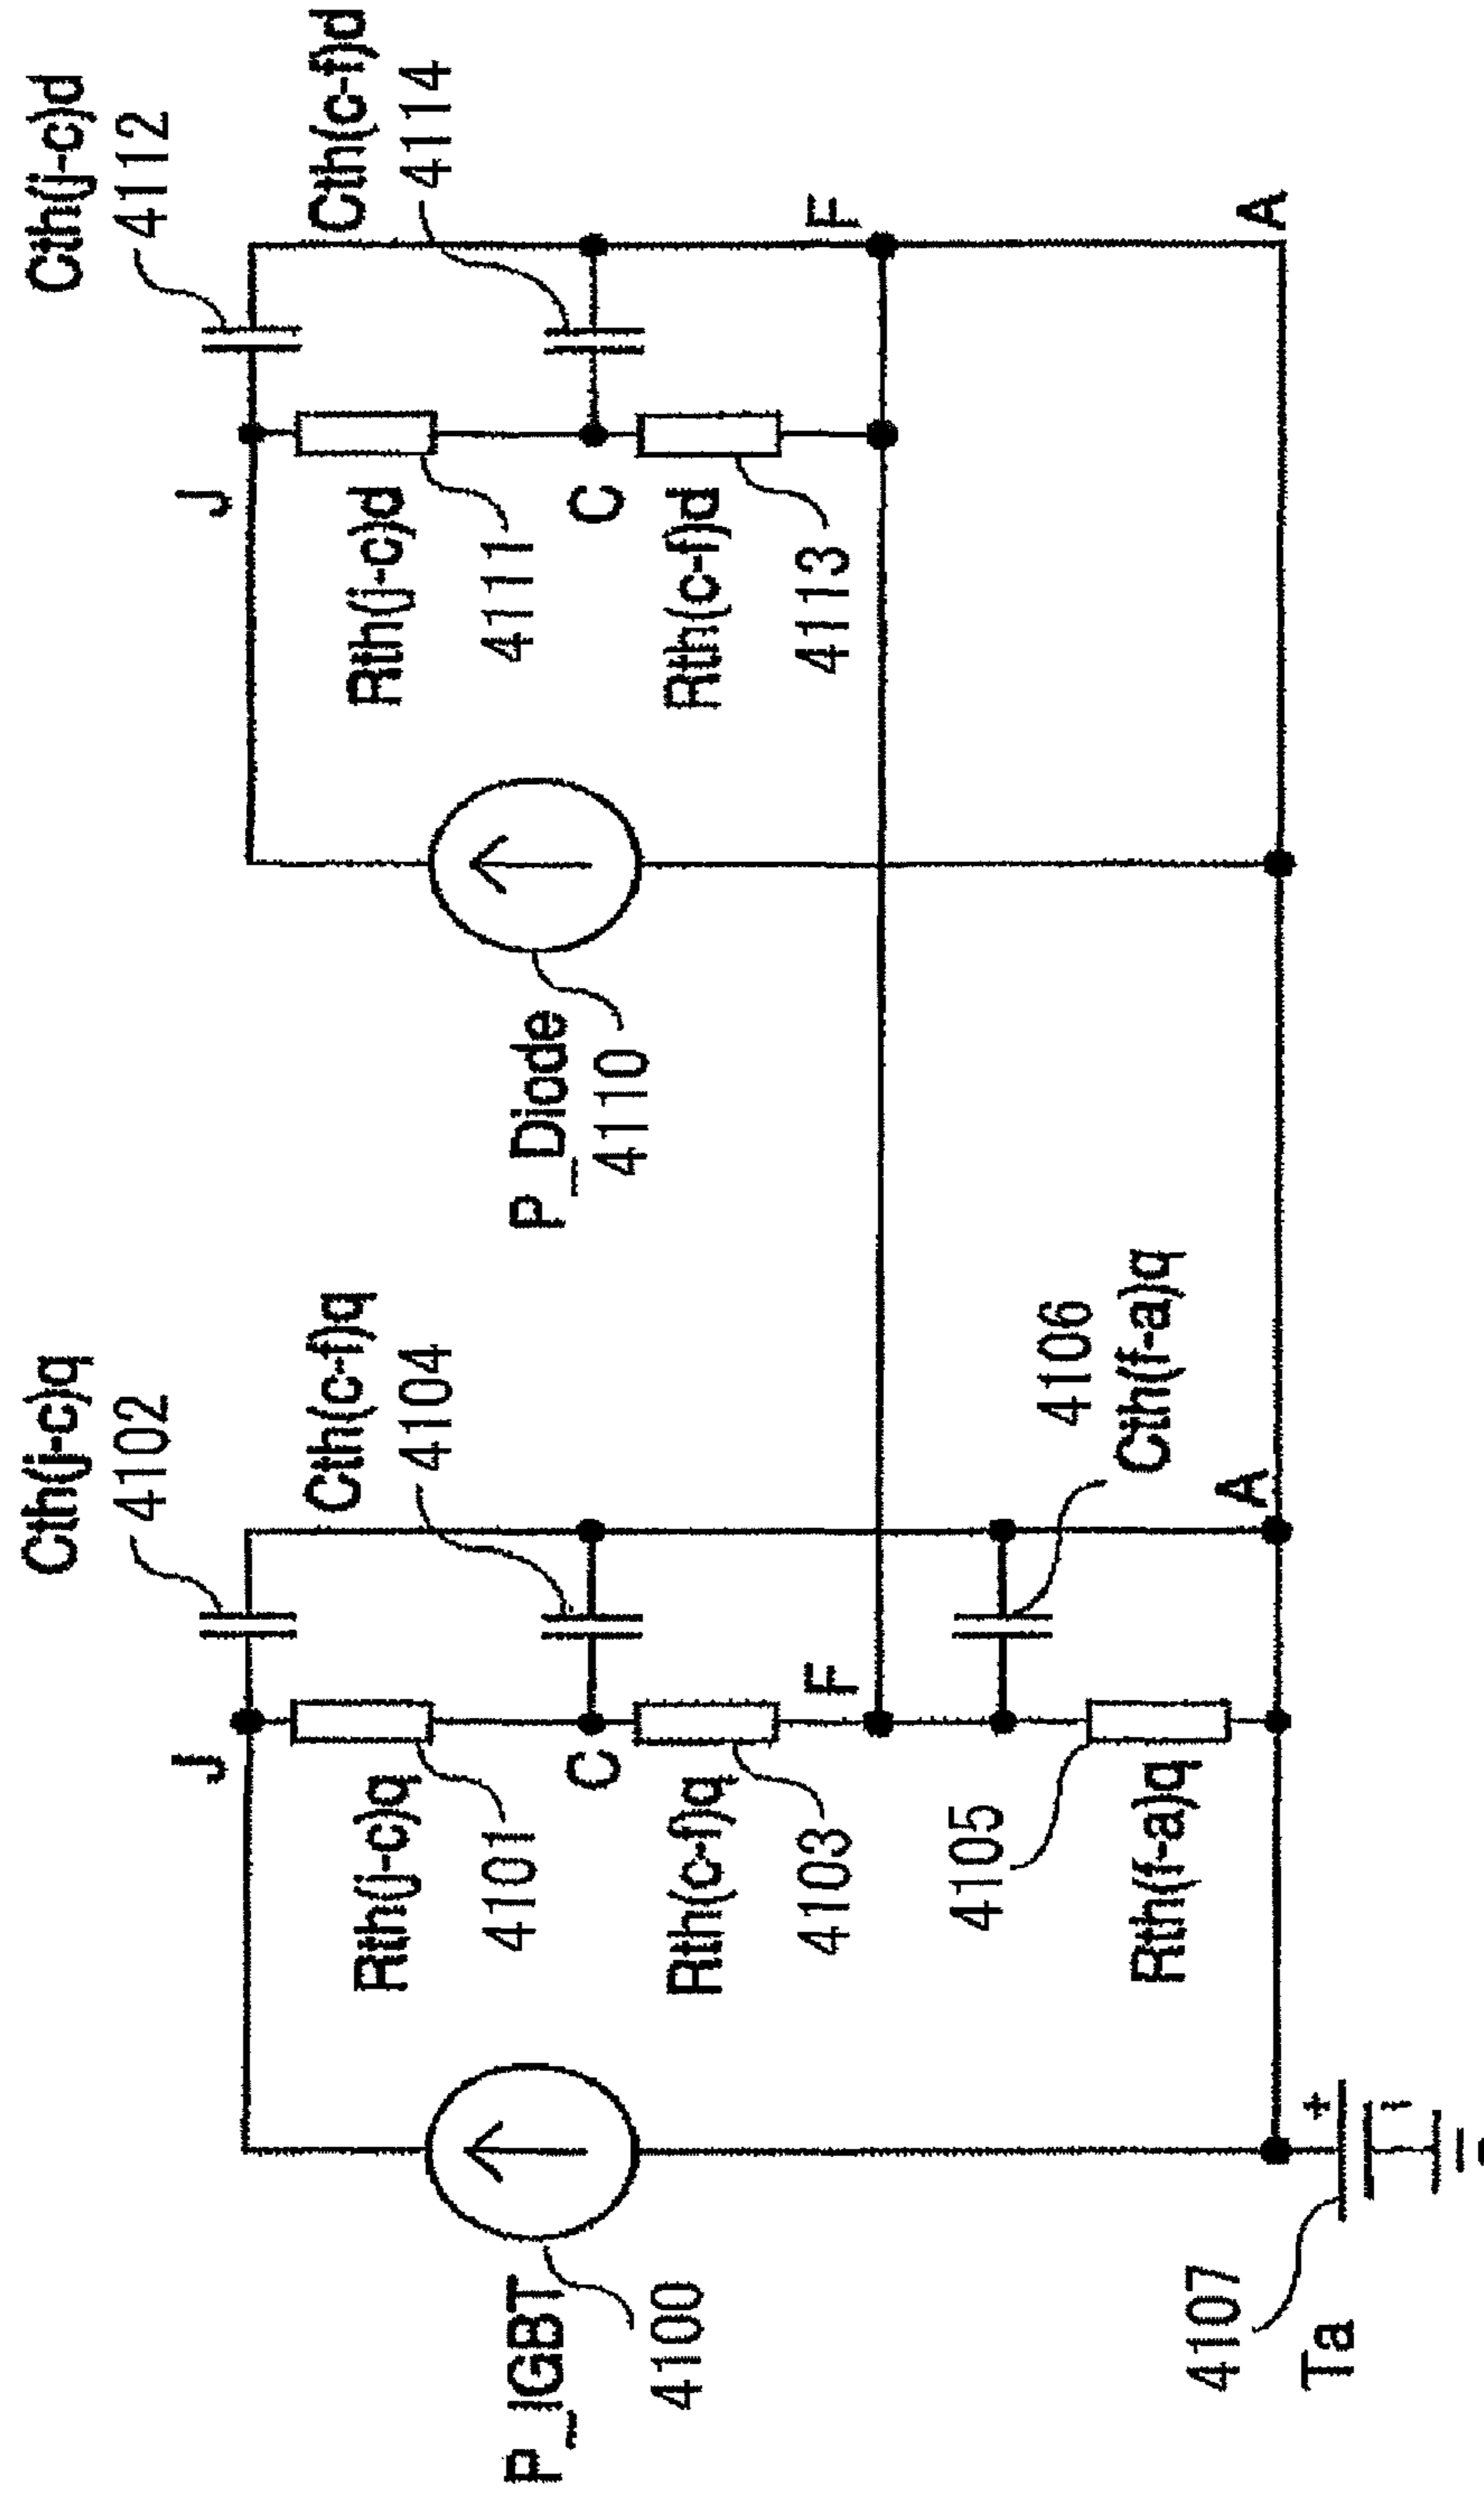 Cth(j-c)q
4102
J
Cth(c-f)q
4104
Rth(j-c)q
4101
P_IGBT
4100
C
Rth(c-f)q
4103
F
4105
Rth(f-a)q
4106
Cth(f-a)q
A
4107
Ta
+
-
Cth(j-c)d
4112
J
Cth(c-f)d
4114
Rth(j-c)d
4111
P_Diode
4110
C
Rth(c-f)d
4113
F
A